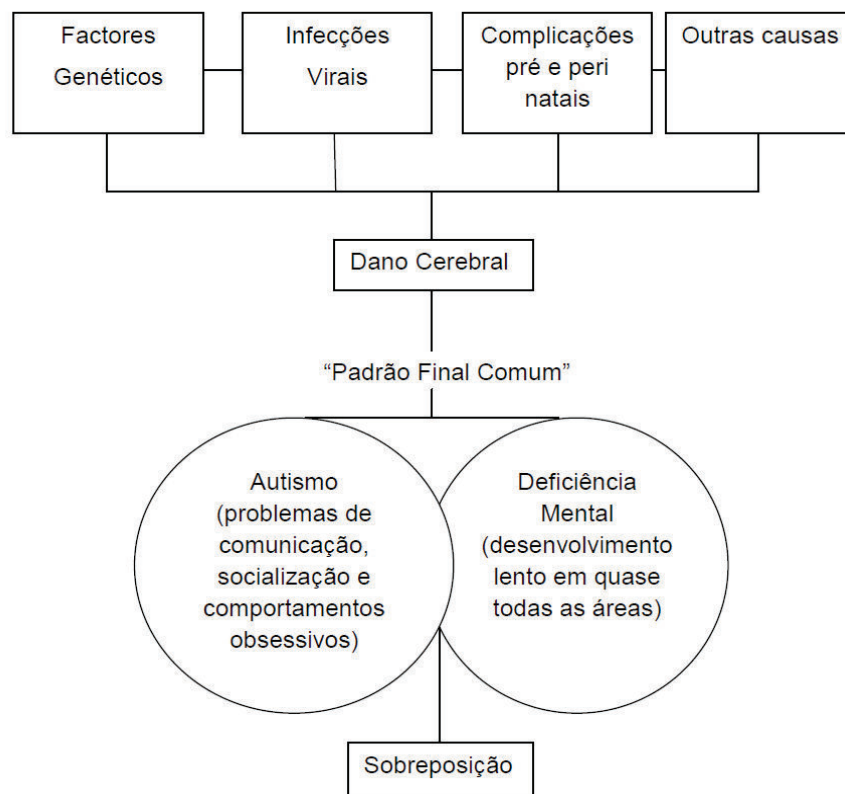 Factores
Genéticos
Infecções
Virais
Complicações
pré e peri
natais
Outras causas
Dano Cerebral
“Padrão Final Comum”
Autismo
(problemas de
comunicação,
socialização e
comportamentos
obsessivos)
Deficiência
Mental
(desenvolvimento
lento em quase
todas as áreas)
Sobreposição